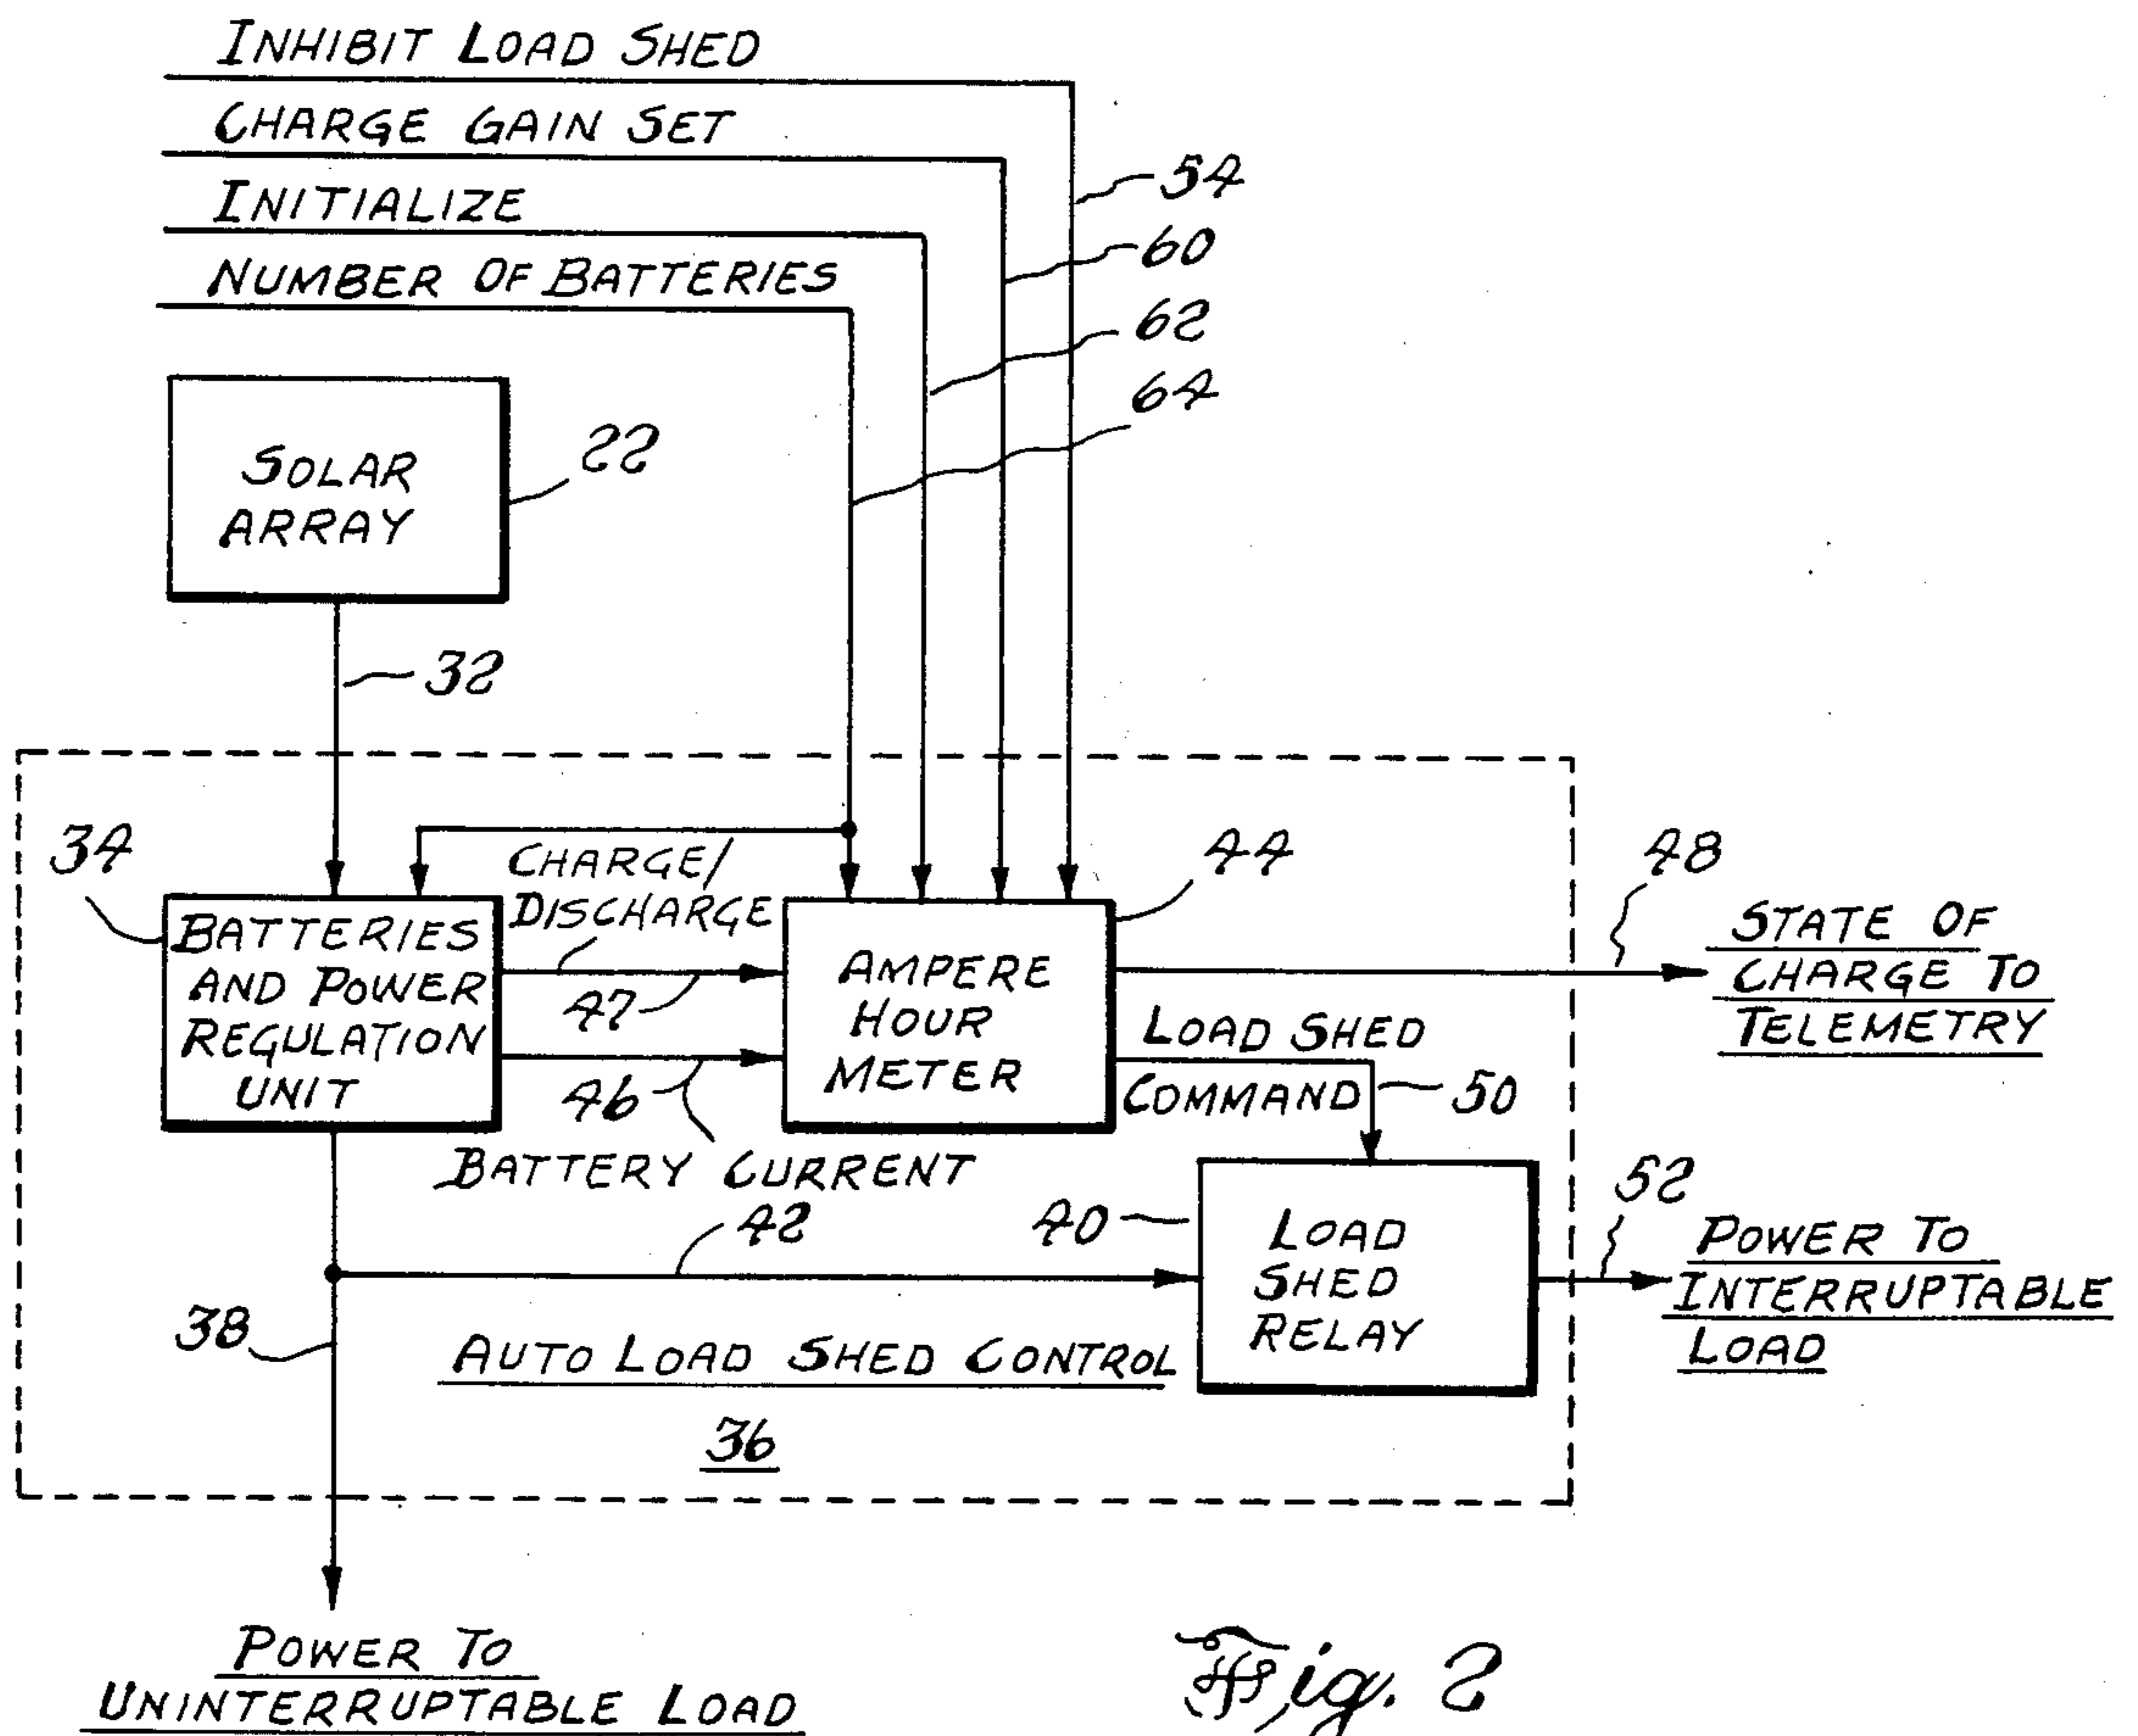 INHIBIT LOAD SHED
CHARGE GAIN SET
54
INITIALIZE
60
NUMBER OF BATTERIES
62
64
SOLAR
ARRAY
22
32
34
CHARGE/
DISCHARGE
44
48
BATTERIES
AND POWER
REGULATION
UNIT
47
46
BATTERY CURRENT
AMPERE
HOUR
METER
STATE OF
CHARGE TO
TELEMETRY
LOAD SHED
COMMAND
50
42
40
LOAD
SHED
RELAY
52
POWER TO
INTERRUPTABLE
LOAD
38
AUTO LOAD SHED CONTROL
36
POWER TO
UNINTERRUPTABLE LOAD
Fig. 2